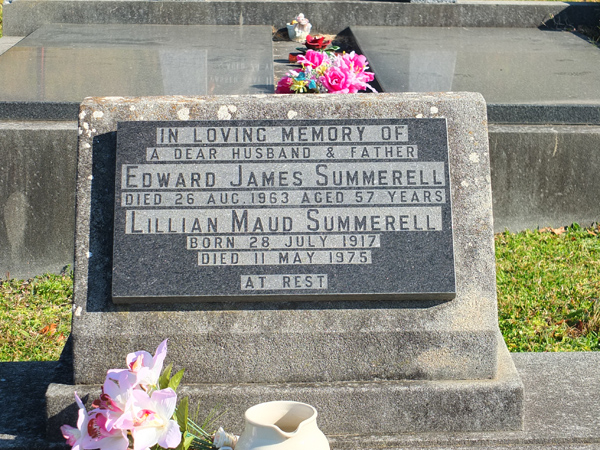 IN LOVING MEMORY OF
A DEAR HUSBAND & FATHER
EDWARD JAMES SUMMERELL
DIED 26 AUG. 1963 AGED 57 YEARS
LILLIAN MAUD SUMMERELL
BORN 28 JULY 1917
DIED 11 MAY 1975
AT REST